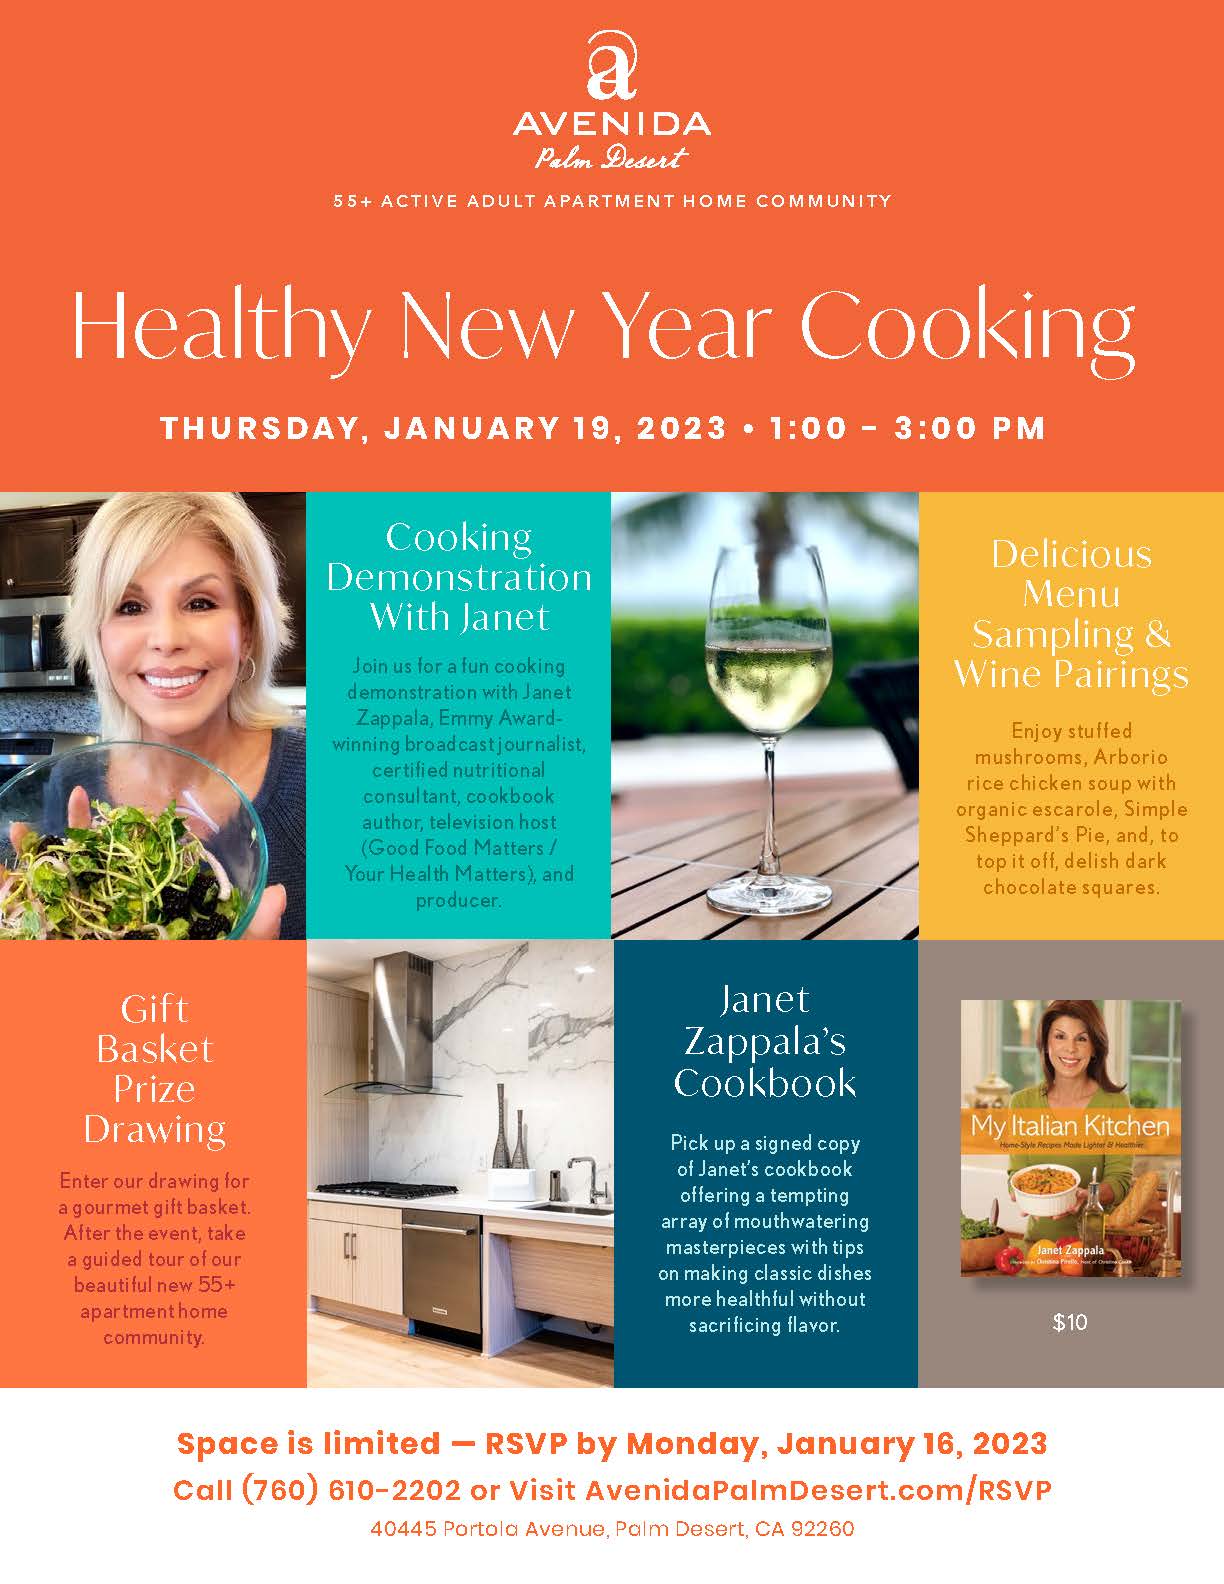 a
AVENIDA
Palm Desert
55+ ACTIVE ADULT APARTMENT HOME COMMUNITY
Healthy New Year Cooking
THURSDAY, JANUARY 19, 2023 • 1:00 - 3:00 PM
Cooking
Demonstration
With Janet
Join us for a fun cooking
demonstration with Janet
Zappala, Emmy Award-
winning broadcast journalist,
certified nutritional
consultant, cookbook
author, television host
(Good Food Matters /
Your Health Matters), and
producer.
Delicious
Menu
Sampling &
Wine Pairings
Enjoy stuffed
mushrooms, Arborio
rice chicken soup with
organic escarole, Simple
Sheppard's Pie, and, to
top it off, delish dark
chocolate squares.
Gift
Basket
Prize
Drawing
Enter our drawing for
a gourmet gift basket.
After the event, take
a guided tour of our
beautiful new 55+
apartment home
community.
Janet
Zappala's
Cookbook
Pick up a signed copy
of Janet's cookbook
offering a tempting
array of mouthwatering
masterpieces with tips
on making classic dishes
more healthful without
sacrificing flavor.
My Italian Kitchen
Home-Style Recipes Made Lighter & Healthier
Janet Zappala
Christina Pirello, Host of Christina Cooks
$10
Space is limited — RSVP by Monday, January 16, 2023
Call (760) 610-2202 or Visit AvenidaPalmDesert.com/RSVP
40445 Portola Avenue, Palm Desert, CA 92260